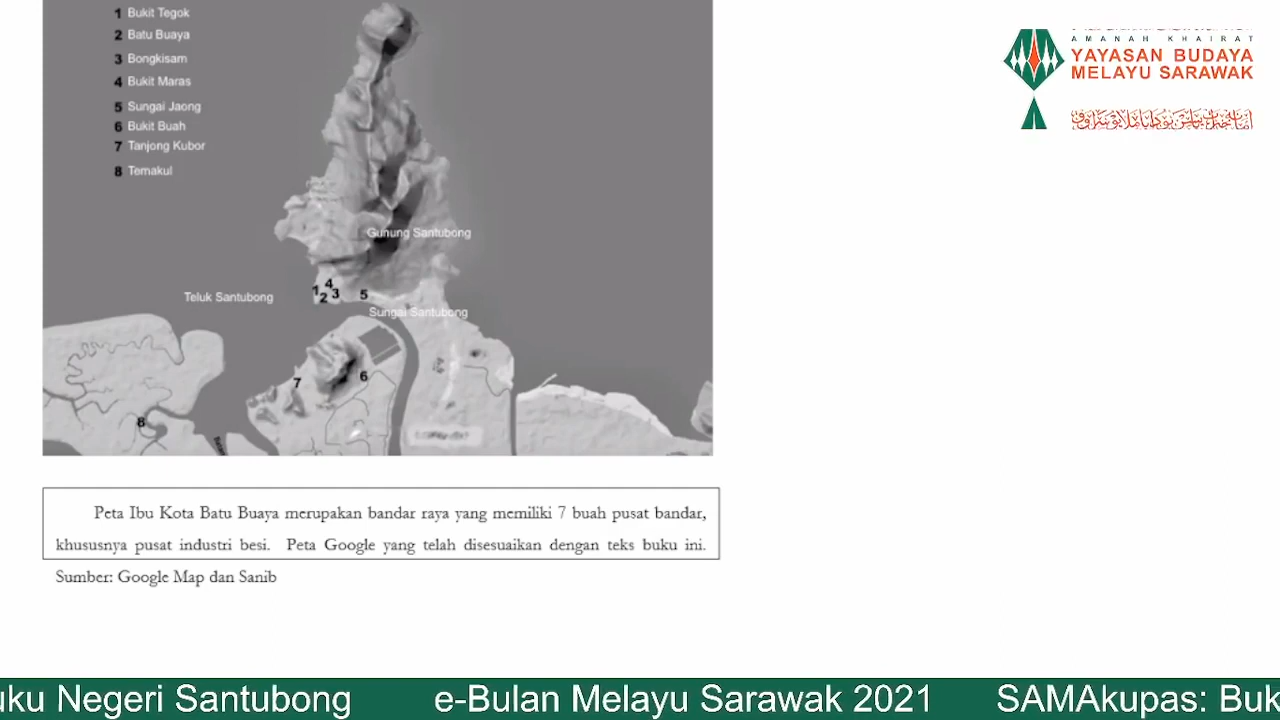 1 Bukit Tegok
2 Batu Buaya
3 Bongkisam
4 Bukit Maras
5 Sungai Jaong
6 Bukit Buah
7 Tanjong Kubor
8 Temakul
AMANAH KHAIRAT
YAYASAN BUDAYA
MELAYU SARAWAK
Gunung Santubong
Teluk Santubong
1 4
2 3 5
Sungai Santubong
7 6
8
Peta Ibu Kota Batu Buaya merupakan bandar raya yang memiliki 7 buah pusat bandar,
khususnya pusat industri besi. Peta Google yang telah disesuaikan dengan teks buku ini.
Sumber: Google Map dan Sanib
uku Negeri Santubong e-Bulan Melayu Sarawak 2021 SAMAkupas: Buk